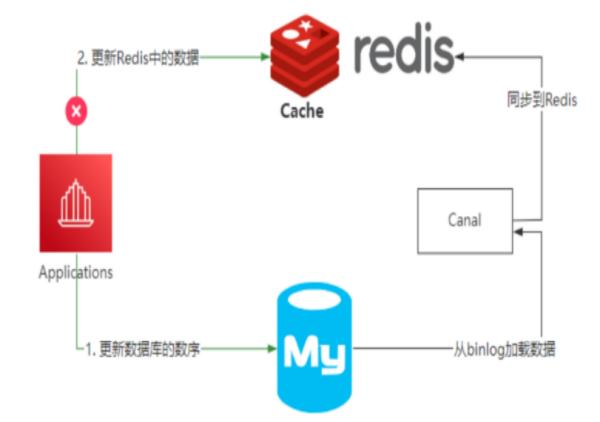 2. 更新Redis中的数据
redis
Cache
同步到Redis
Canal
Applications
1. 更新数据库的数序
My
从binlog加载数据